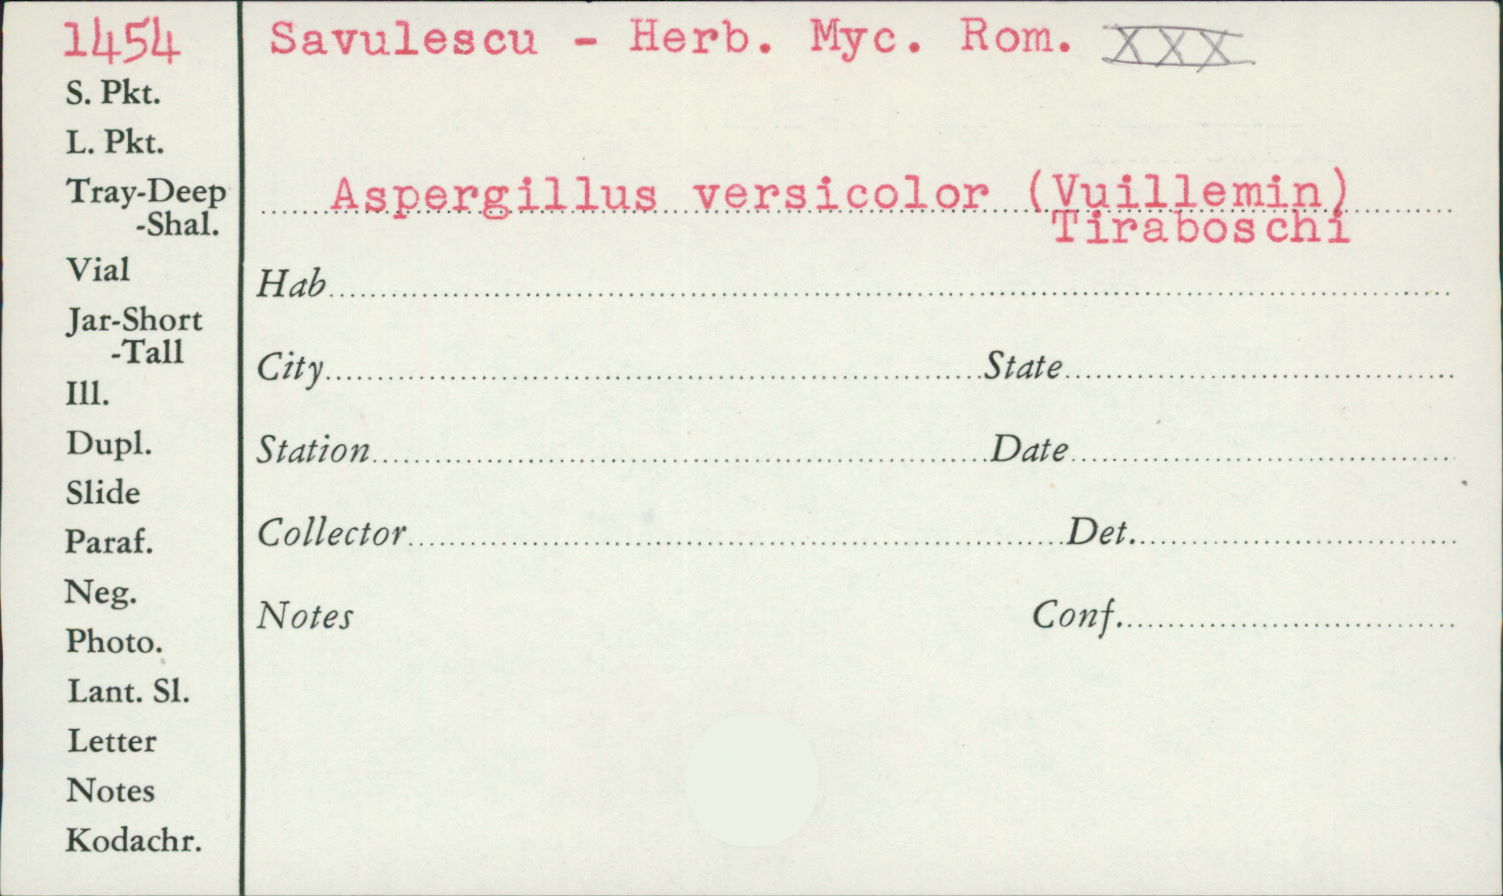 1454
Savulescu - Herb. Myc. Rom. XXX
S. Pkt.
L. Pkt.
Tray-Deep
-Shal.
Vial
Jar-Short
-Tall
Ill.
Dupl.
Slide
Paraf.
Neg.
Photo.
Lant. Sl.
Letter
Notes
Kodachr.
Aspergillus versicolor (Vuillemin)
Tiraboschi
Hab
City State
Station Date
Collector Det.
Notes Conf.